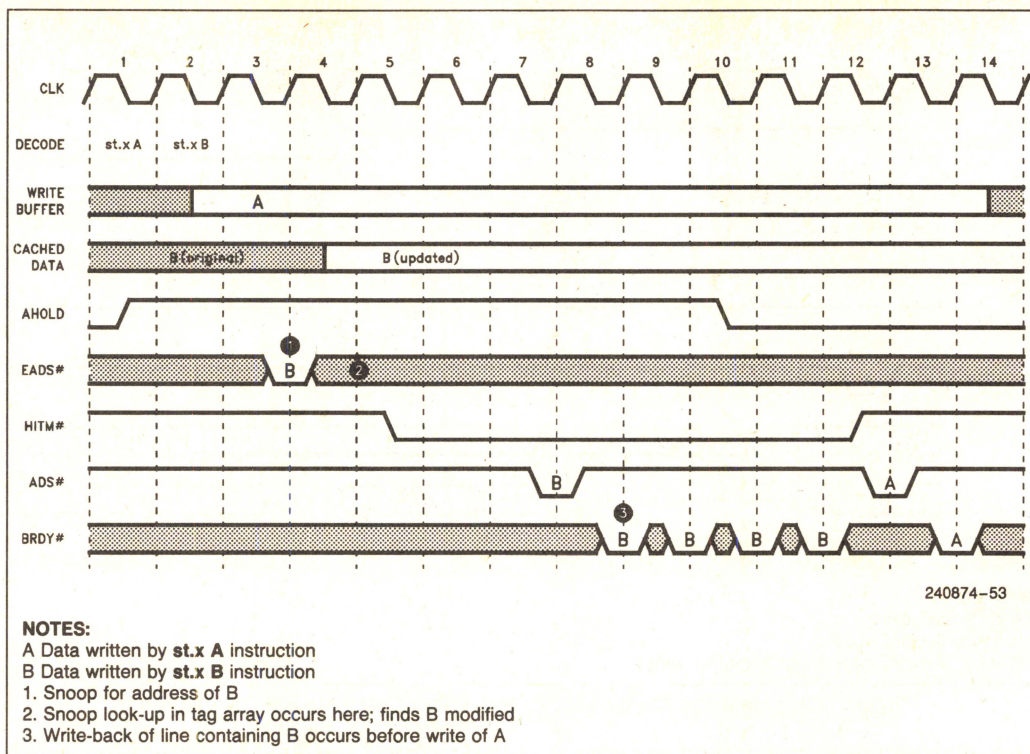 1 2 3 4 5 6 7 8 9 10 11 12 13 14
CLK
DECODE st.x A st.x B
WRITE BUFFER A
CACHED DATA B (original) B (updated)
AHOLD
1
EADS# B 2
HITM#
ADS# B A
3
BRDY# B B B B A
240874-53
NOTES:
A Data written by st.x A instruction
B Data written by st.x B instruction
1. Snoop for address of B
2. Snoop look-up in tag array occurs here; finds B modified
3. Write-back of line containing B occurs before write of A